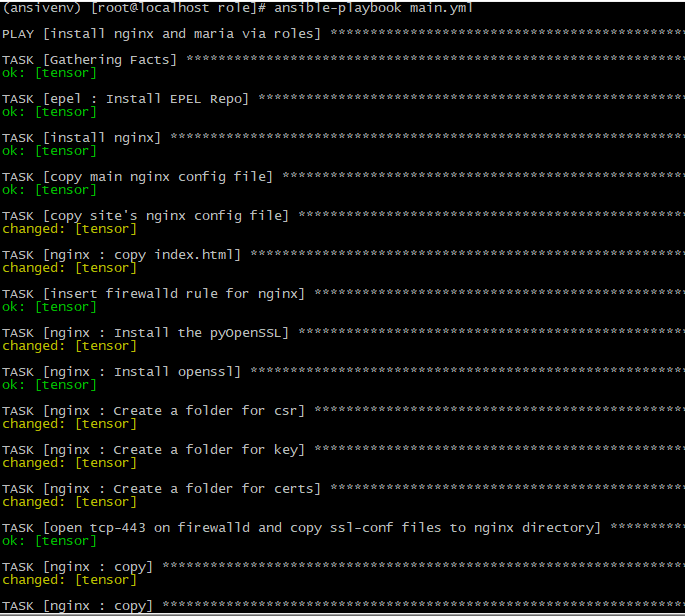 (ansivenv) [root@localhost role]# ansible-playbook main.yml
PLAY [install nginx and maria via roles] ********************************************
TASK [Gathering Facts] **************************************************************
ok: [tensor]
TASK [epel : Install EPEL Repo] *****************************************************
ok: [tensor]
TASK [install nginx] ****************************************************************
ok: [tensor]
TASK [copy main nginx config file] **************************************************
ok: [tensor]
TASK [copy site's nginx config file] ************************************************
changed: [tensor]
TASK [nginx : copy index.html] ******************************************************
changed: [tensor]
TASK [insert firewalld rule for nginx] **********************************************
ok: [tensor]
TASK [nginx : Install the pyOpenSSL] ************************************************
changed: [tensor]
TASK [nginx : Install openssl] ******************************************************
ok: [tensor]
TASK [nginx : Create a folder for csr] **********************************************
changed: [tensor]
TASK [nginx : Create a folder for key] **********************************************
changed: [tensor]
TASK [nginx : Create a folder for certs] ********************************************
changed: [tensor]
TASK [open tcp-443 on firewalld and copy ssl-conf files to nginx directory] *********
ok: [tensor]
TASK [nginx : copy] *****************************************************************
changed: [tensor]
TASK [nginx : copy] *****************************************************************